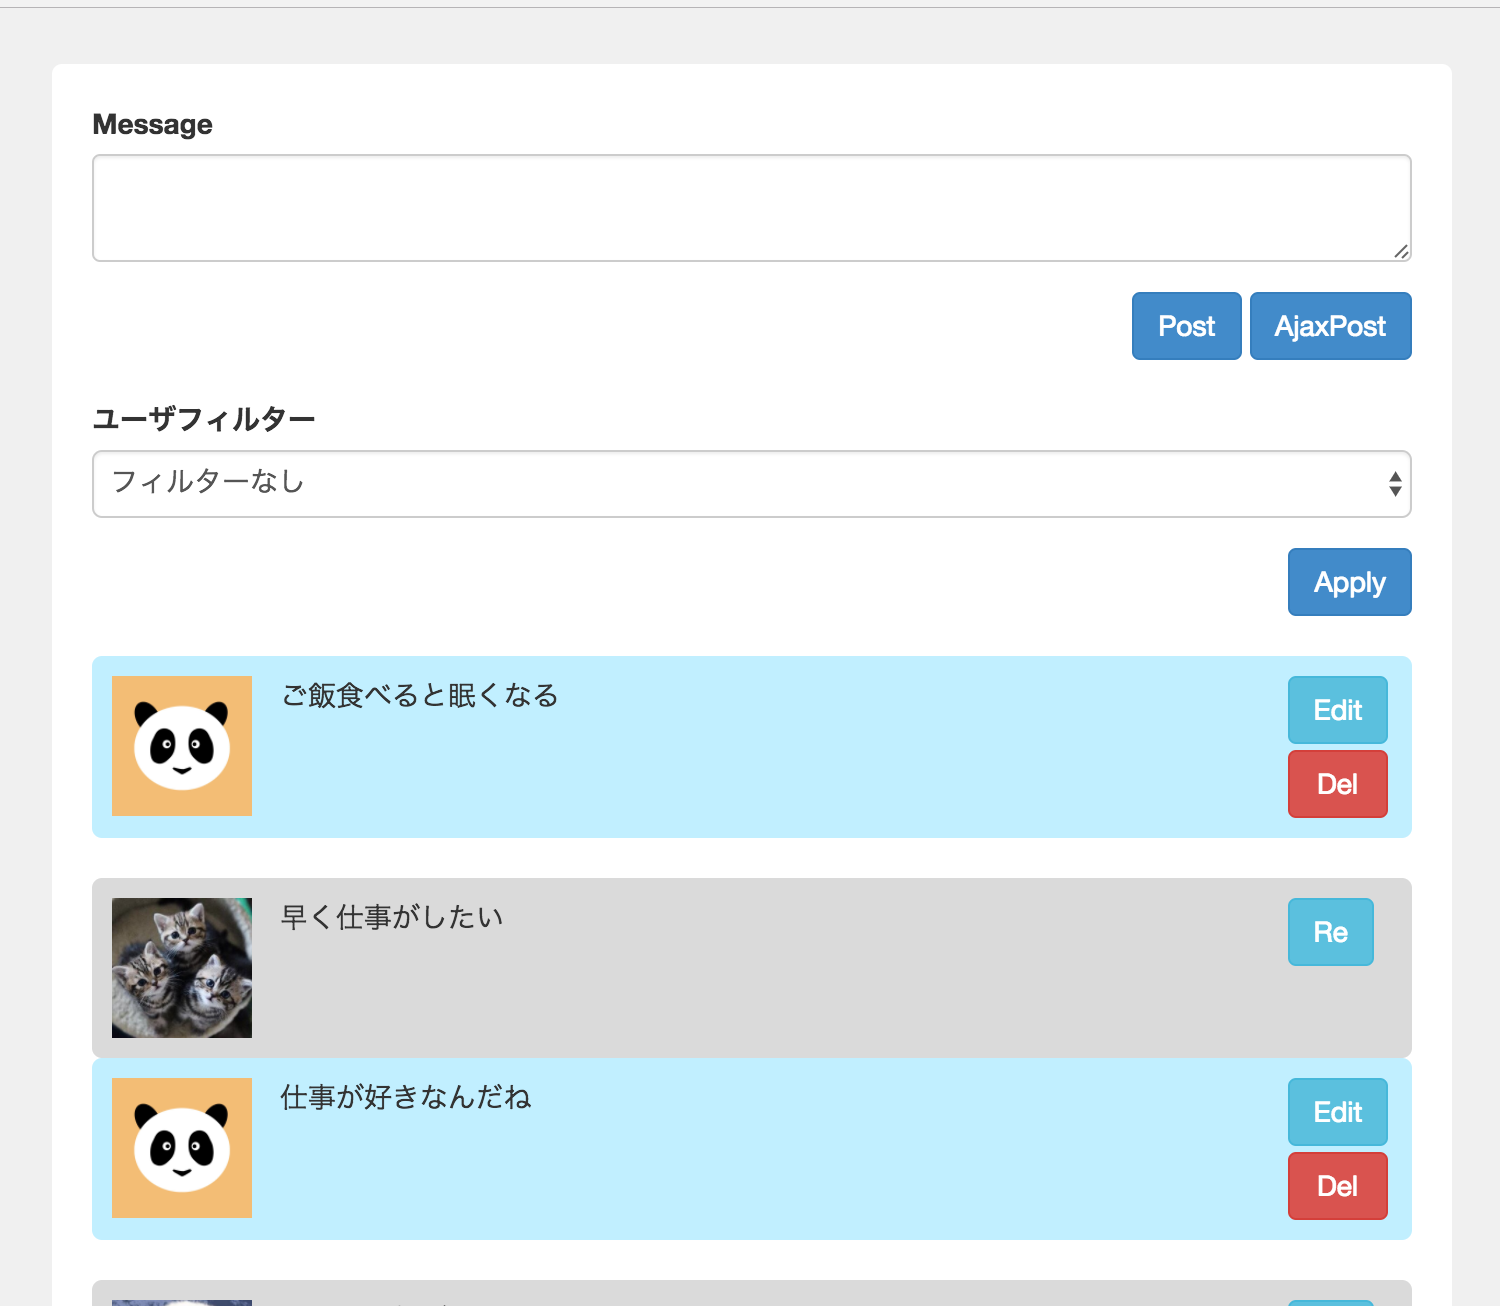 Message
Post AjaxPost
ユーザフィルター
フィルターなし
Apply
ご飯食べると眠くなる
Edit
Del
早く仕事がしたい
Re
仕事が好きなんだね
Edit
Del